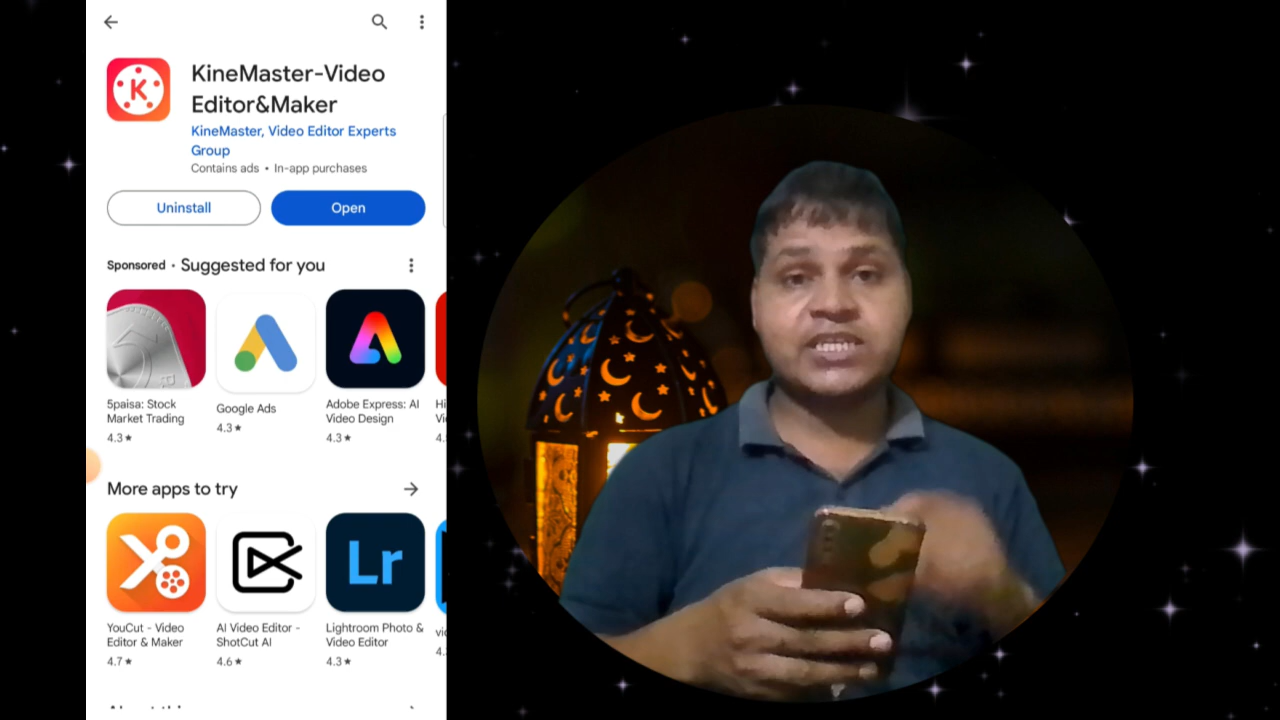 KineMaster-Video
Editor&Maker
KineMaster, Video Editor Experts
Group
Contains ads • In-app purchases
Uninstall
Open
Sponsored • Suggested for you
5paisa: Stock
Market Trading
4.3★
Google Ads
4.3★
Adobe Express: AI
Video Design
4.3★
More apps to try
YouCut - Video
Editor & Maker
4.7★
AI Video Editor -
ShotCut AI
4.6★
Lr
Lightroom Photo &
Video Editor
4.3★